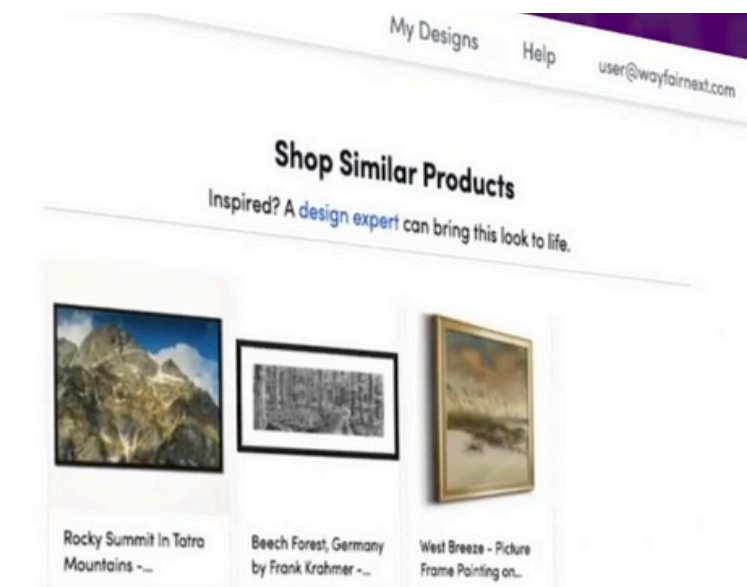 My Designs
Help
user@wayfairnext.com
Shop Similar Products
Inspired? A design expert can bring this look to life.
Rocky Summit In Tatra
Mountains -...
Beech Forest, Germany
by Frank Krahmer -...
West Breeze - Picture
Frame Painting on...